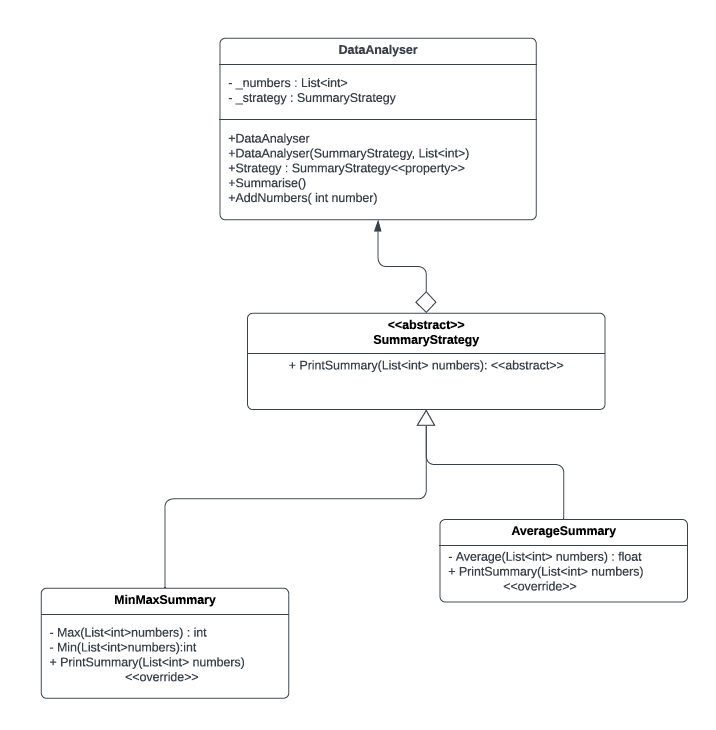 DataAnalyser
- _numbers : List<int>
- _strategy : SummaryStrategy
+DataAnalyser
+DataAnalyser(SummaryStrategy, List<int>)
+Strategy : SummaryStrategy<<property>>
+Summarise()
+AddNumbers( int number)
<<abstract>>
SummaryStrategy
+ PrintSummary(List<int> numbers): <<abstract>>
AverageSummary
- Average(List<int> numbers) : float
+ PrintSummary(List<int> numbers)
<<override>>
MinMaxSummary
- Max(List<int>numbers) : int
- Min(List<int>numbers):int
+ PrintSummary(List<int> numbers)
<<override>>